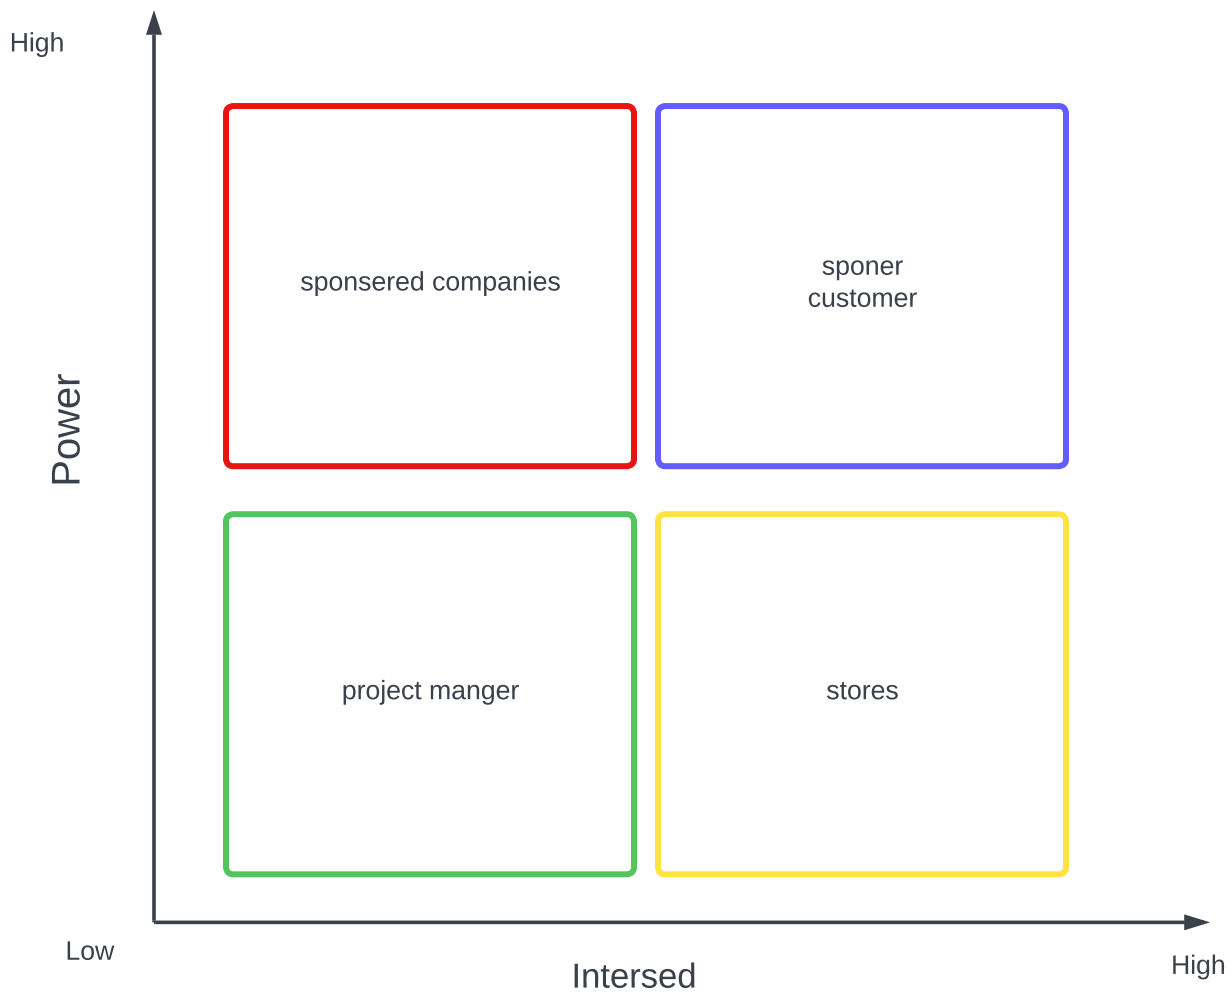 High
sponsered companies
sponer
customer
Power
project manger
stores
Low
Intersed
High